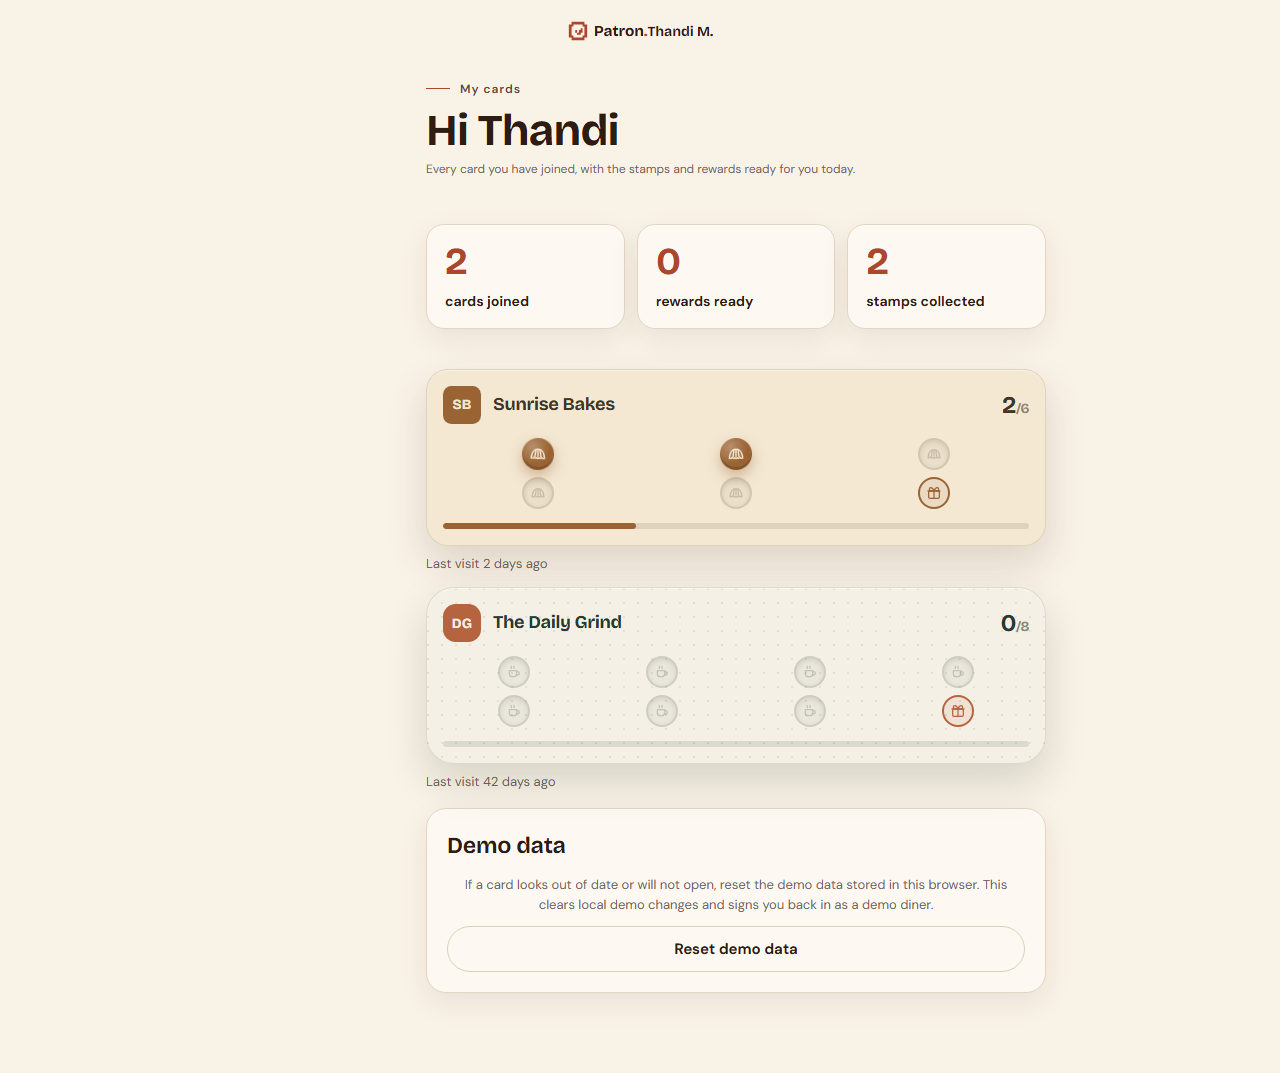 Patron.Thandi M.
My cards
Hi Thandi
Every card you have joined, with the stamps and rewards ready for you today.
2
cards joined
0
rewards ready
2
stamps collected
SB
Sunrise Bakes
2/6
Last visit 2 days ago
DG
The Daily Grind
0/8
Last visit 42 days ago
Demo data
If a card looks out of date or will not open, reset the demo data stored in this browser. This
clears local demo changes and signs you back in as a demo diner.
Reset demo data